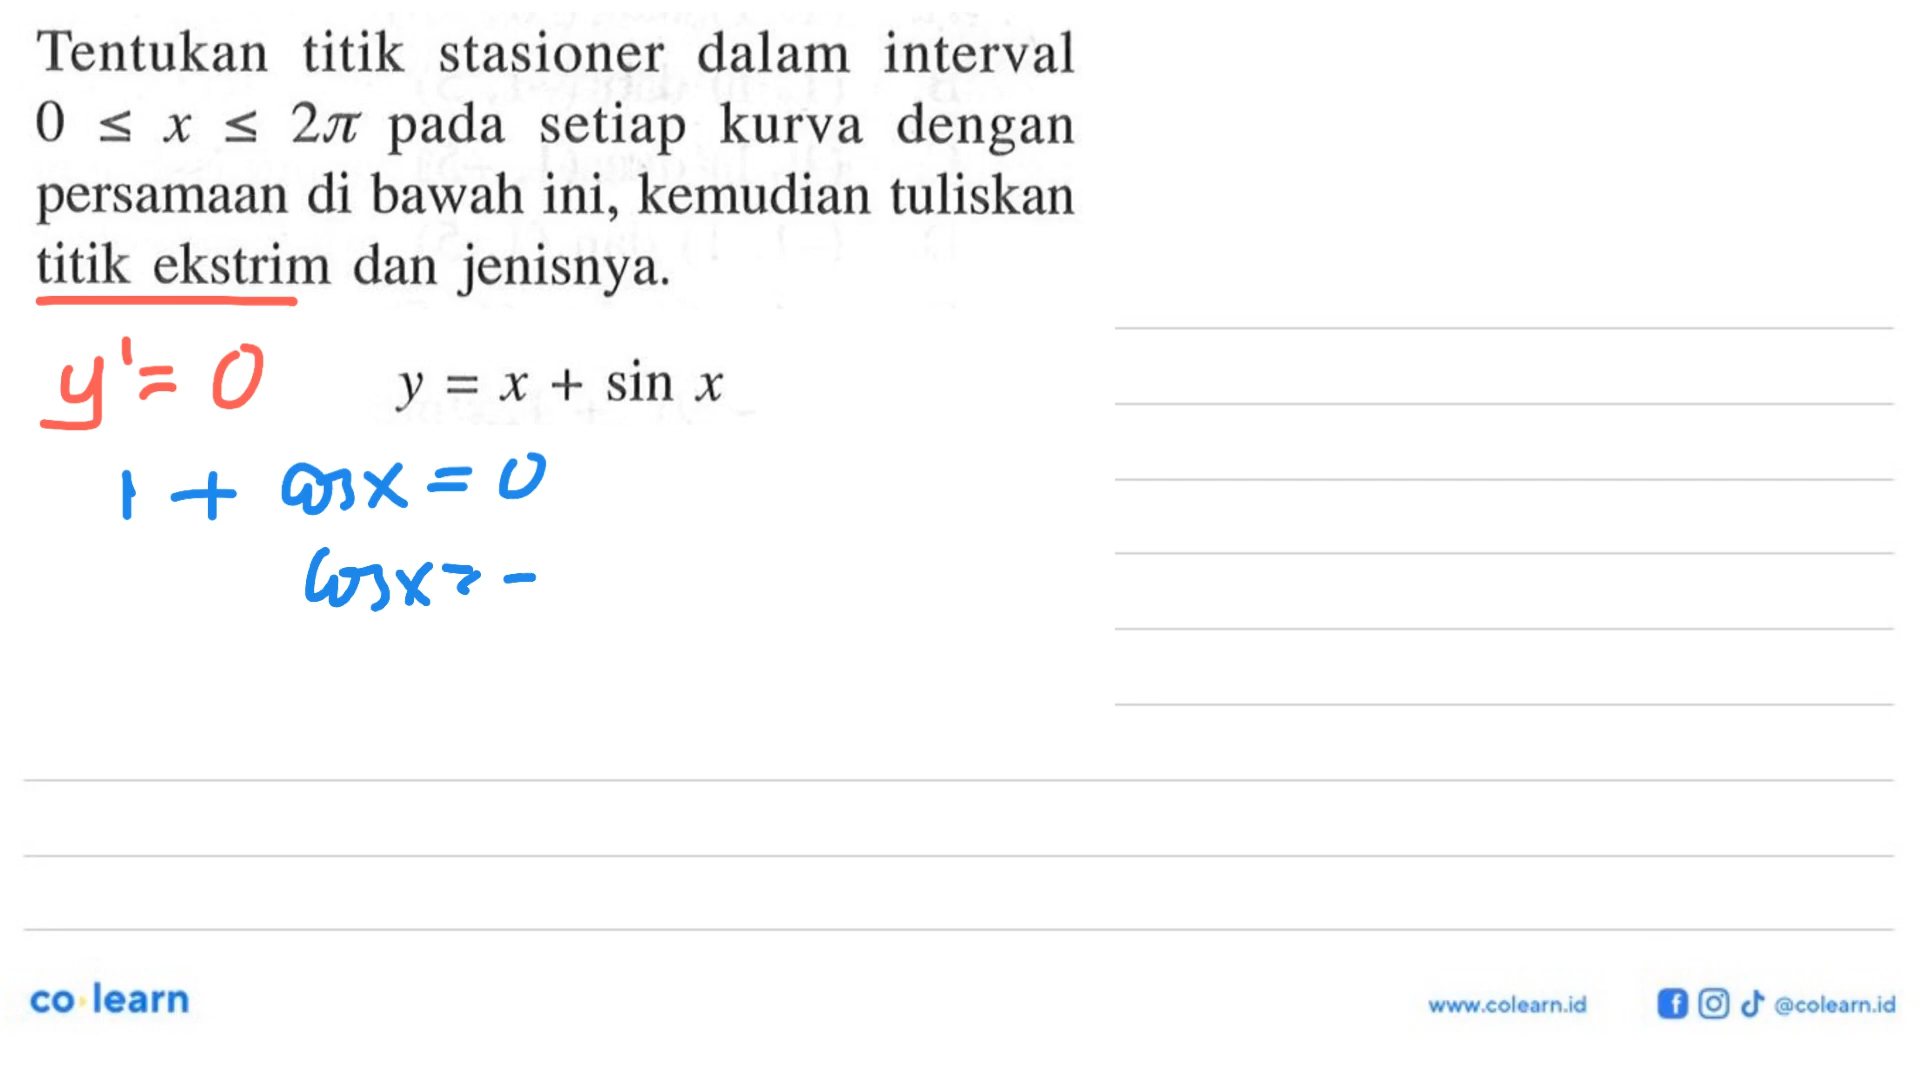 Tentukan titik stasioner dalam interval
0 ≤ x ≤ 2π pada setiap kurva dengan
persamaan di bawah ini, kemudian tuliskan
titik ekstrim dan jenisnya.
y' = 0
y = x + sin x
1 + cos x = 0
cos x = -
co learn
www.colearn.id
@colearn.id